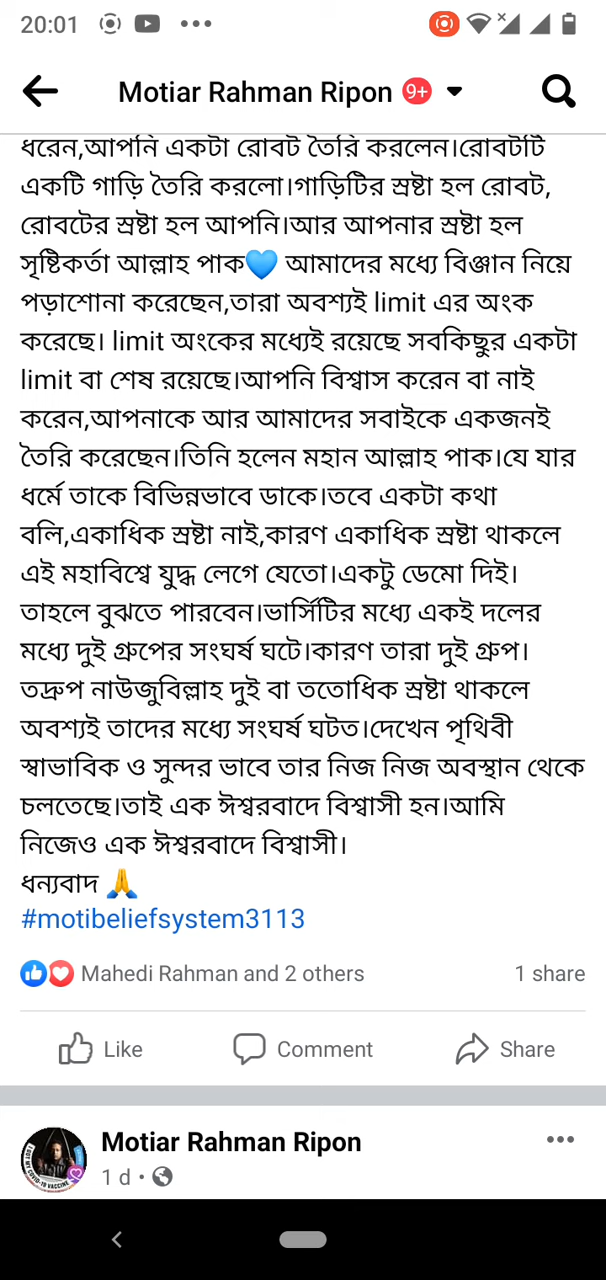 20:01
Motiar Rahman Ripon 9+
ধরেন,আপনি একটা রোবট তৈরি করলেন।রোবটটি
একটি গাড়ি তৈরি করলো।গাড়িটির স্রষ্টা হল রোবট,
রোবটের স্রষ্টা হল আপনি।আর আপনার স্রষ্টা হল
সৃষ্টিকর্তা আল্লাহ পাক💙 আমাদের মধ্যে বিঞ্জান নিয়ে
পড়াশোনা করেছেন,তারা অবশ্যই limit এর অংক
করেছে। limit অংকের মধ্যেই রয়েছে সবকিছুর একটা
limit বা শেষ রয়েছে।আপনি বিশ্বাস করেন বা নাই
করেন,আপনাকে আর আমাদের সবাইকে একজনই
তৈরি করেছেন।তিনি হলেন মহান আল্লাহ পাক।যে যার
ধর্মে তাকে বিভিন্নভাবে ডাকে।তবে একটা কথা
বলি,একাধিক স্রষ্টা নাই,কারণ একাধিক স্রষ্টা থাকলে
এই মহাবিশ্বে যুদ্ধ লেগে যেতো।একটু ডেমো দিই।
তাহলে বুঝতে পারবেন।ভার্সিটির মধ্যে একই দলের
মধ্যে দুই গ্রুপের সংঘর্ষ ঘটে।কারণ তারা দুই গ্রুপ।
তদ্রুপ নাউজুবিল্লাহ দুই বা ততোধিক স্রষ্টা থাকলে
অবশ্যই তাদের মধ্যে সংঘর্ষ ঘটত।দেখেন পৃথিবী
স্বাভাবিক ও সুন্দর ভাবে তার নিজ নিজ অবস্থান থেকে
চলতেছে।তাই এক ঈশ্বরবাদে বিশ্বাসী হন।আমি
নিজেও এক ঈশ্বরবাদে বিশ্বাসী।
ধন্যবাদ 🙏
#motibeliefsystem3113
Mahedi Rahman and 2 others 1 share
Like Comment Share
Motiar Rahman Ripon
1 d